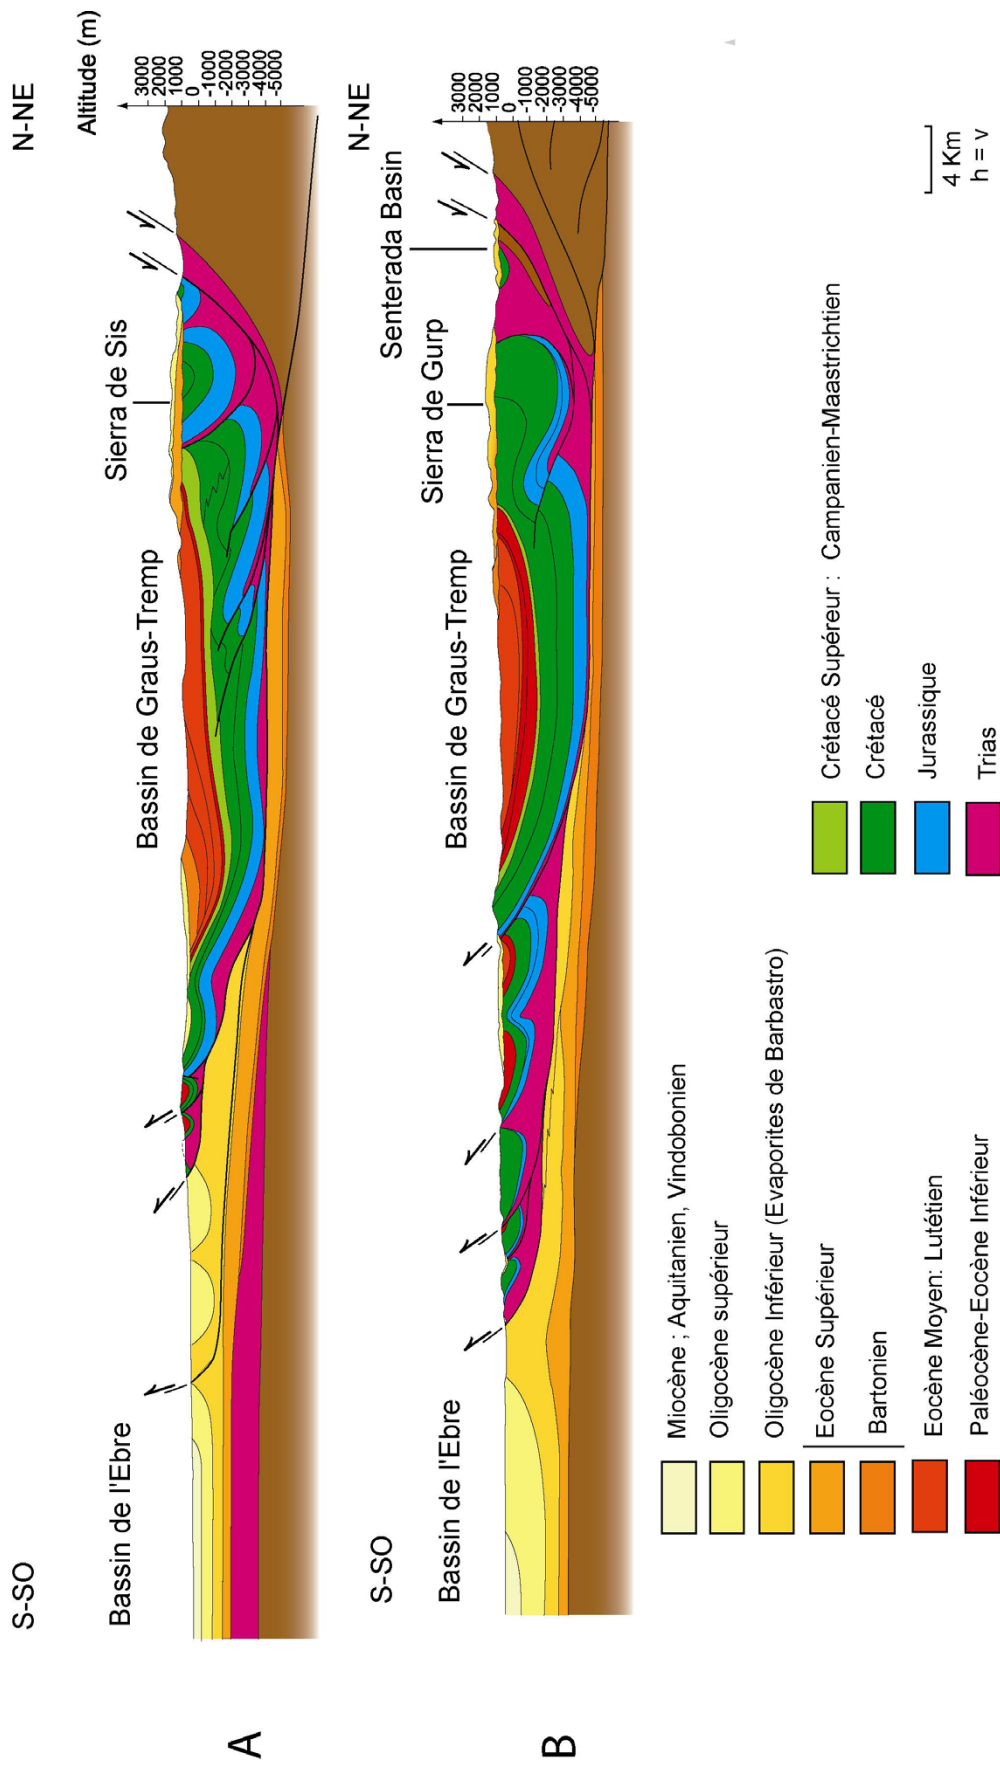 A
S-SO
N-NE
Altitude (m)
Bassin de l'Ebre
Bassin de Graus-Tremp
Sierra de Sis
3000
2000
1000
0
-1000
-2000
-3000
-4000
-5000
B
S-SO
N-NE
Bassin de l'Ebre
Bassin de Graus-Tremp
Sierra de Gurp
Senterada Basin
3000
2000
1000
0
-1000
-2000
-3000
-4000
-5000
Miocène ; Aquitanien, Vindobonien
Oligocène supérieur
Oligocène Inférieur (Evaporites de Barbastro)
Eocène Supérieur
Bartonien
Eocène Moyen: Lutétien
Paléocène-Eocène Inférieur
Crétacé Supéreur : Campanien-Maastrichtien
Crétacé
Jurassique
Trias
4 Km
h = v